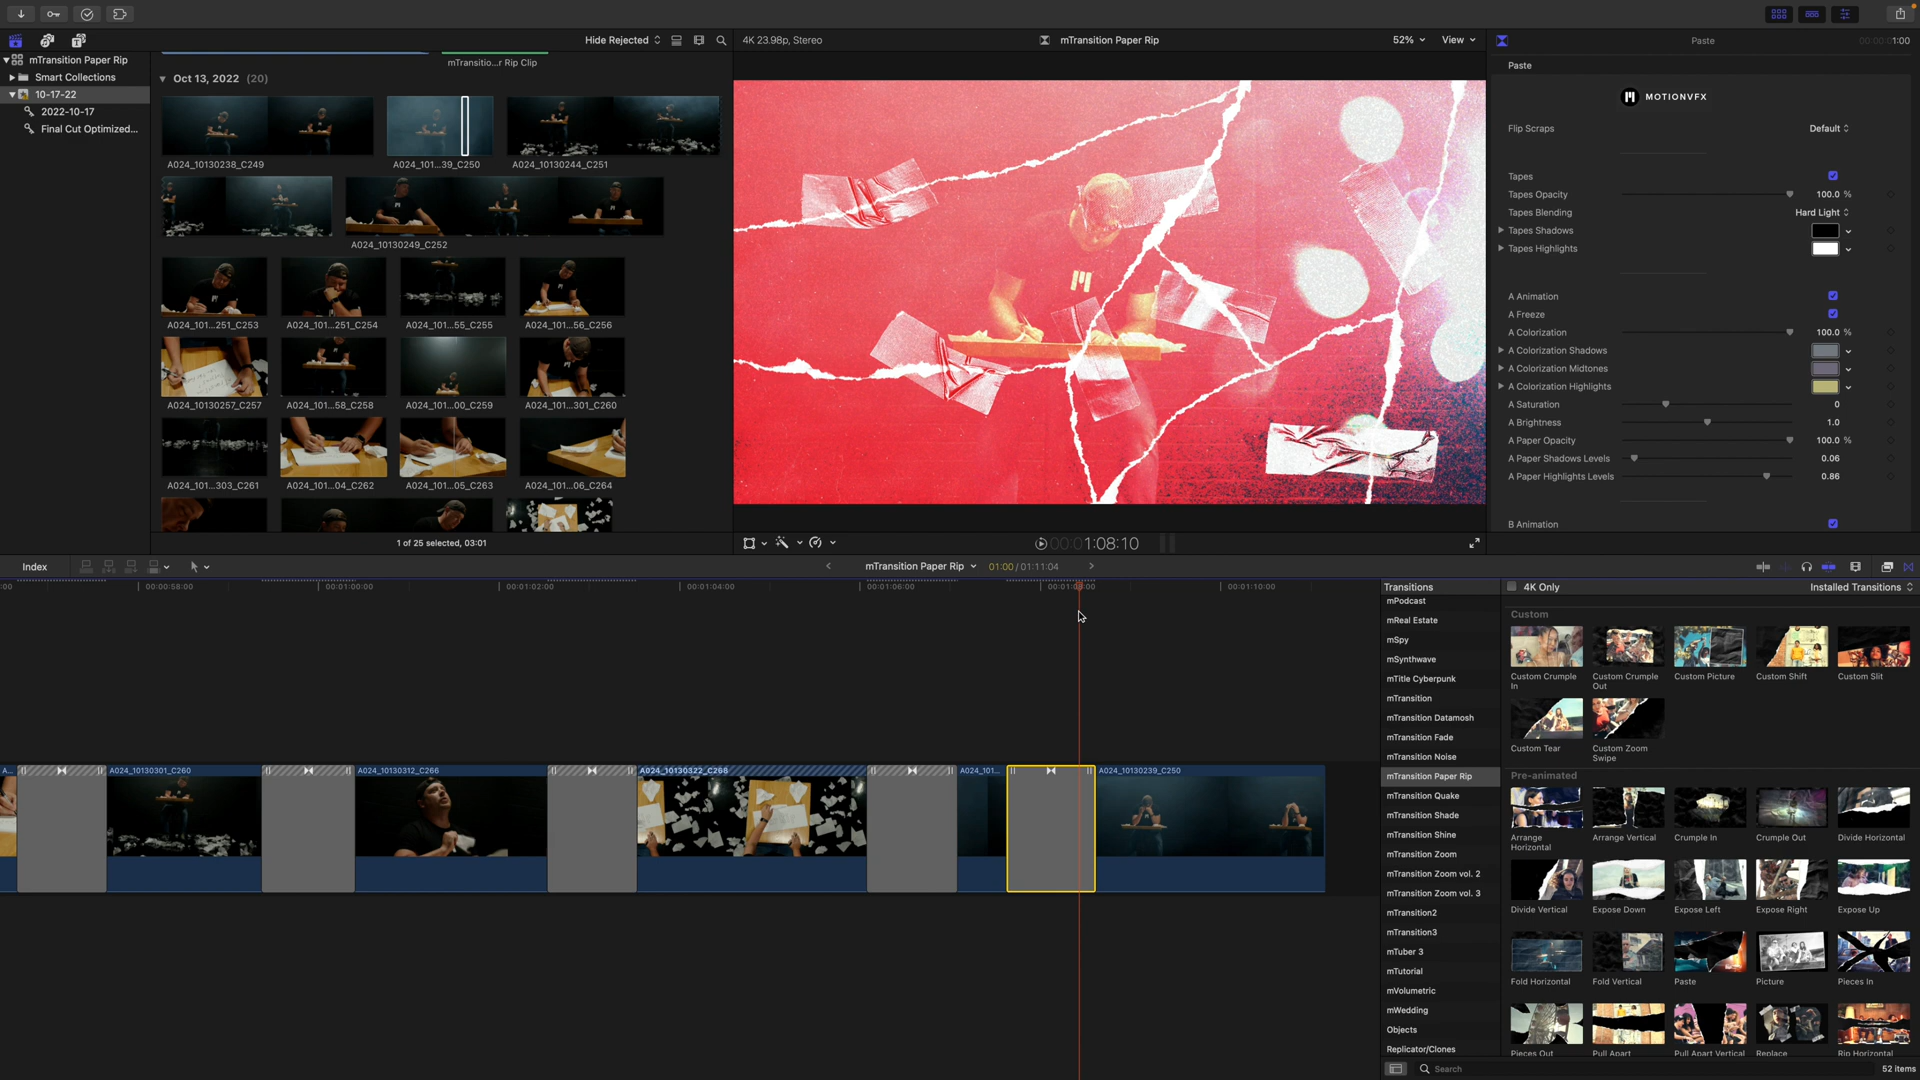 Hide Rejected
4K 23.98p, Stereo
mTransition Paper Rip
52%
View
Paste
1:00
mTransition Paper Rip
Smart Collections
10-17-22
2022-10-17
Final Cut Optimized...
mTransitio...r Rip Clip
Oct 13, 2022 (20)
A024_10130238_C249
A024_101...39_C250
A024_10130244_C251
A024_10130249_C252
A024_101...251_C253
A024_101...251_C254
A024_101...55_C255
A024_101...56_C256
A024_10130257_C257
A024_101...58_C258
A024_101...00_C259
A024_101...301_C260
A024_101...303_C261
A024_101...04_C262
A024_101...05_C263
A024_101...06_C264
1 of 25 selected, 03:01
00:00:1:08:10
Paste
MOTIONVFX
Flip Scraps Default
Tapes
Tapes Opacity 100.0 %
Tapes Blending Hard Light
Tapes Shadows
Tapes Highlights
A Animation
A Freeze
A Colorization 100.0 %
A Colorization Shadows
A Colorization Midtones
A Colorization Highlights
A Saturation 0
A Brightness 1.0
A Paper Opacity 100.0 %
A Paper Shadows Levels 0.06
A Paper Highlights Levels 0.86
B Animation
Index
mTransition Paper Rip
01:00 / 01:11:04
00:00:58:00
00:01:00:00
00:01:02:00
00:01:04:00
00:01:06:00
00:01:10:00
A...
A024_10130301_C260
A024_10130312_C266
A024_10130322_C268
A024_101...
A024_10130239_C250
Transitions
mPodcast
mReal Estate
mSpy
mSynthwave
mTitle Cyberpunk
mTransition
mTransition Datamosh
mTransition Fade
mTransition Noise
mTransition Paper Rip
mTransition Quake
mTransition Shade
mTransition Shine
mTransition Zoom
mTransition Zoom vol. 2
mTransition Zoom vol. 3
mTransition2
mTransition3
mTuber 3
mTutorial
mVolumetric
mWedding
Objects
Replicator/Clones
4K Only
Installed Transitions
Custom
Custom Crumple In
Custom Crumple Out
Custom Picture
Custom Shift
Custom Slit
Custom Tear
Custom Zoom Swipe
Pre-animated
Arrange Horizontal
Arrange Vertical
Crumple In
Crumple Out
Divide Horizontal
Divide Vertical
Expose Down
Expose Left
Expose Right
Expose Up
Fold Horizontal
Fold Vertical
Paste
Picture
Pieces In
Pieces Out
Pull Apart
Pull Apart Vertical
Replace
Rip Horizontal
Search
52 items